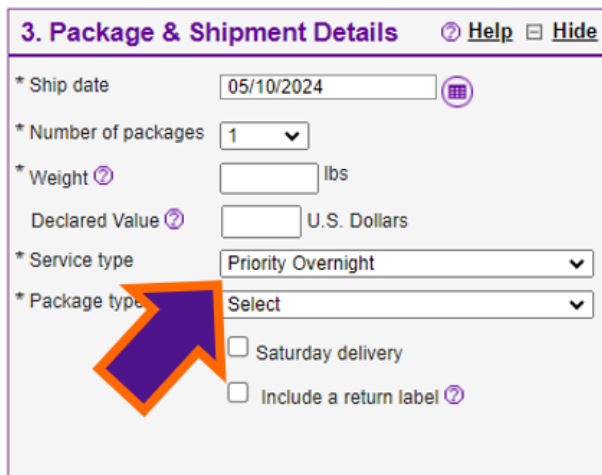 3. Package & Shipment Details Help Hide
* Ship date 05/10/2024
* Number of packages 1
* Weight lbs
Declared Value U.S. Dollars
* Service type Priority Overnight
* Package type Select
Saturday delivery
Include a return label